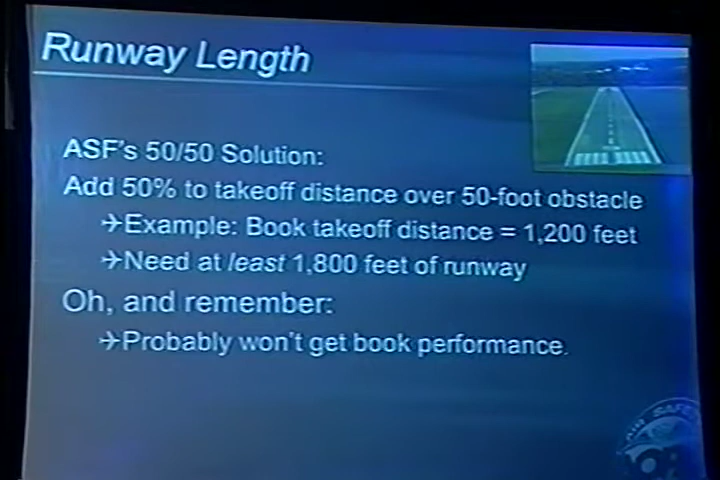 Runway Length
ASF's 50/50 Solution:
Add 50% to takeoff distance over 50-foot obstacle
✈Example: Book takeoff distance = 1,200 feet
✈Need at least 1,800 feet of runway
Oh, and remember:
✈Probably won't get book performance.
AIR SAFE